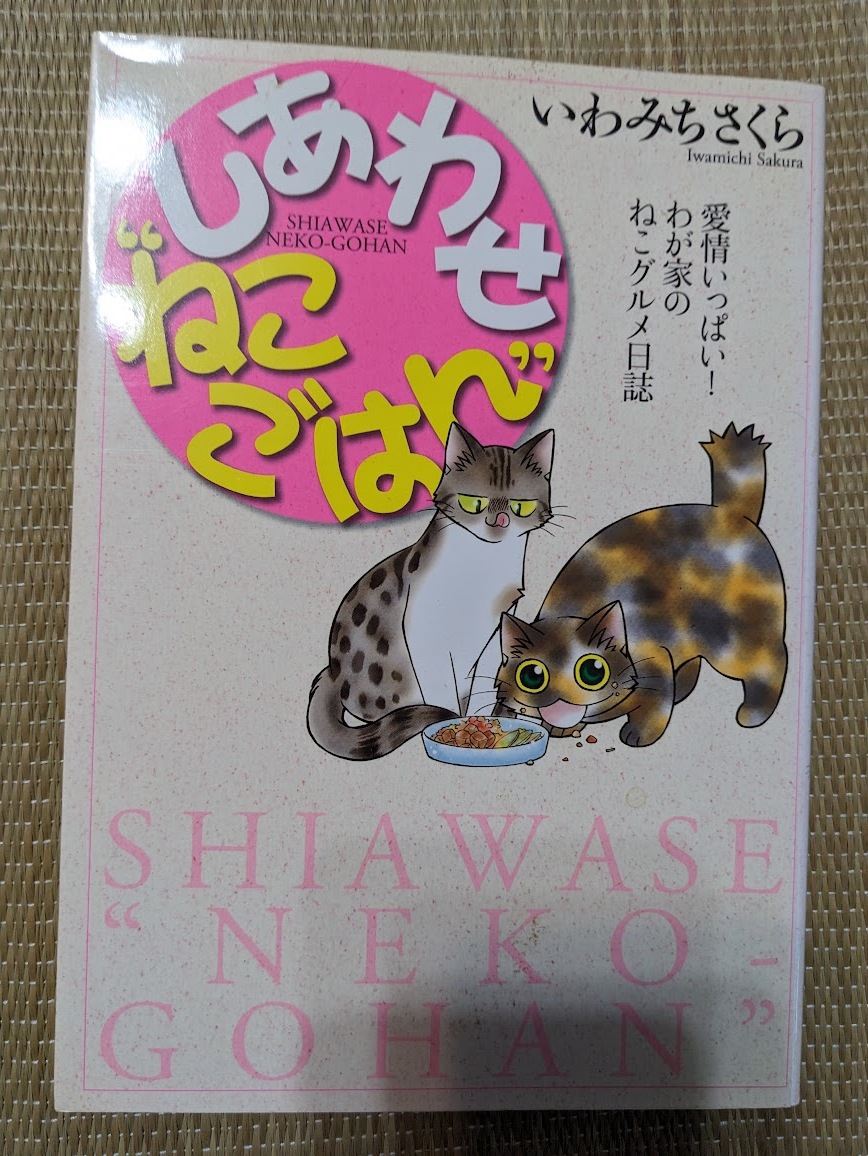 いわみちさくら
Iwamichi Sakura
愛情いっぱい！
わが家の
ねこグルメ日誌
しあわせ
SHIAWASE
NEKO-GOHAN
“ねこ
ごはん”
SHIAWASE
“NEKO-
GOHAN”